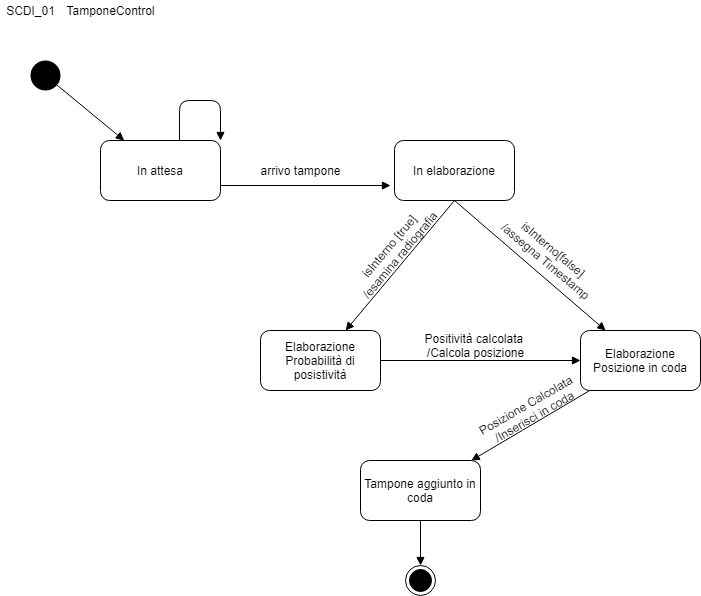 SCDI_01 TamponeControl
In attesa
arrivo tampone
In elaborazione
isInterno [true]
/esamina radiografia
isInterno[false]
/assegna Timestamp
Elaborazione
Probabilità di
posistività
Positività calcolata
/Calcola posizione
Elaborazione
Posizione in coda
Posizione Calcolata
/Inserisci in coda
Tampone aggiunto in
coda